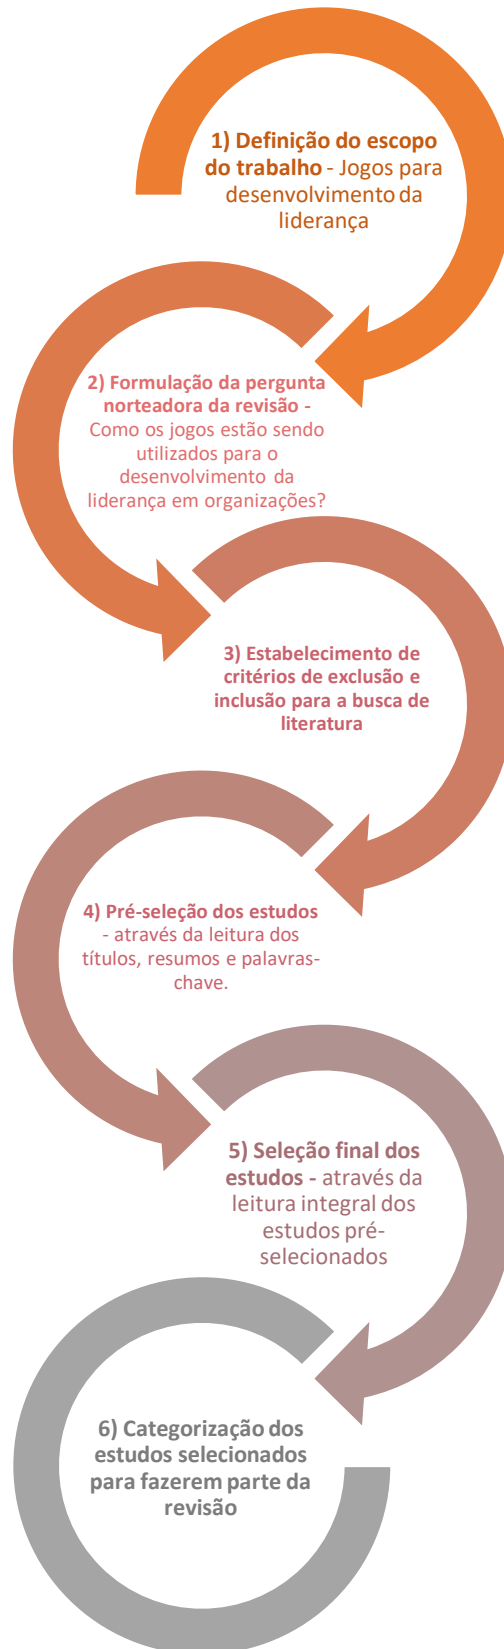 1) Definição do escopo
do trabalho - Jogos para
desenvolvimento da
liderança
2) Formulação da pergunta
norteadora da revisão -
Como os jogos estão sendo
utilizados para o
desenvolvimento da
liderança em organizações?
3) Estabelecimento de
critérios de exclusão e
inclusão para a busca de
literatura
4) Pré-seleção dos estudos
- através da leitura dos
títulos, resumos e palavras-
chave.
5) Seleção final dos
estudos - através da
leitura integral dos
estudos pré-
selecionados
6) Categorização dos
estudos selecionados
para fazerem parte da
revisão